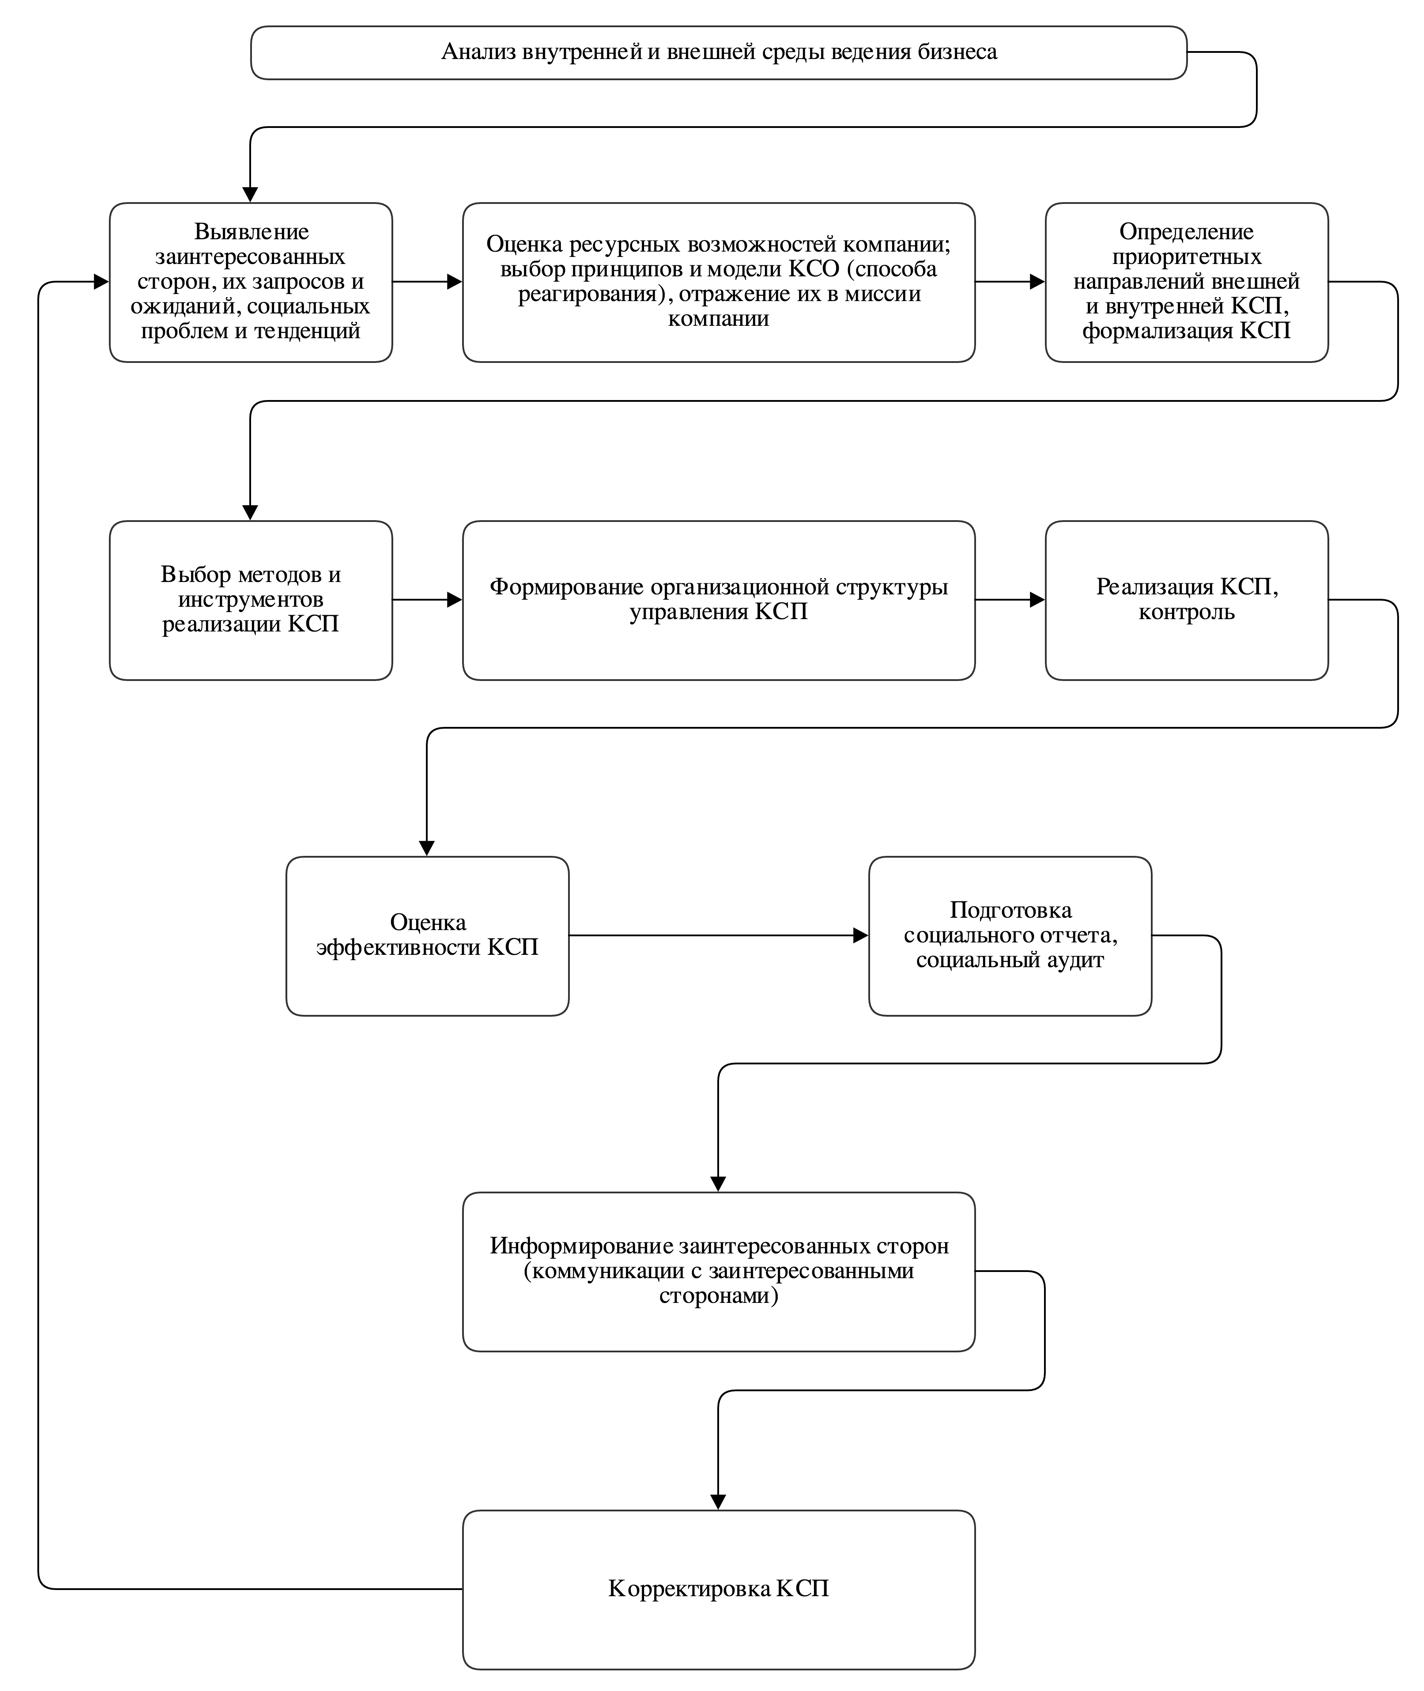 Анализ внутренней и внешней среды ведения бизнеса
Выявление
заинтересованных
сторон, их запросов и
ожиданий, социальных
проблем и тенденций
Оценка ресурсных возможностей компании;
выбор принципов и модели КСО (способа
реагирования), отражение их в миссии
компании
Определение
приоритетных
направлений внешней
и внутренней КСП,
формализация КСП
Выбор методов и
инструментов
реализации КСП
Формирование организационной структуры
управления КСП
Реализация КСП,
контроль
Оценка
эффективности КСП
Подготовка
социального отчета,
социальный аудит
Информирование заинтересованных сторон
(коммуникации с заинтересованными
сторонами)
Корректировка КСП